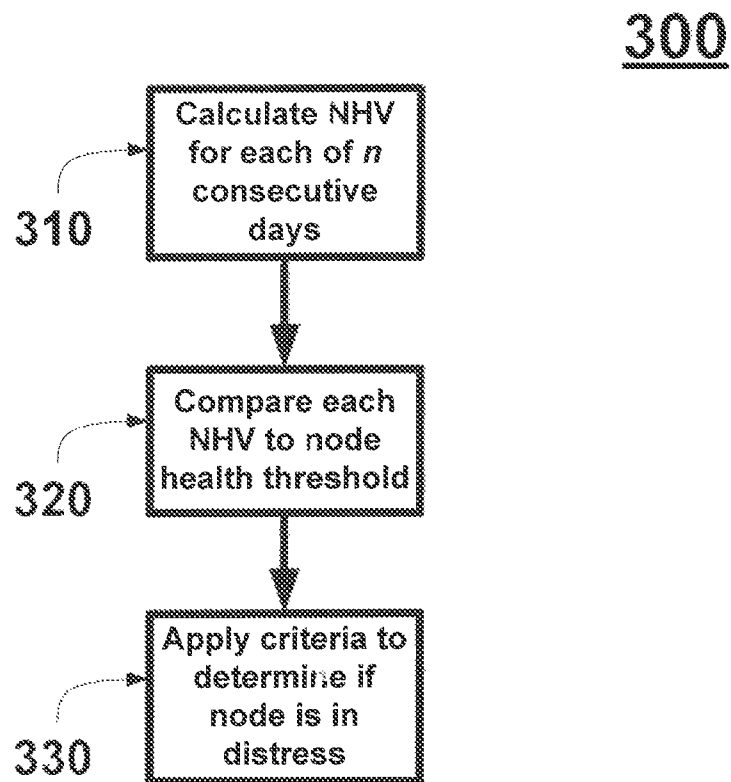 300
Calculate NHV
for each of n
consecutive
days
310
Compare each
NHV to node
health threshold
320
Apply criteria to
determine if
node is in
distress
330